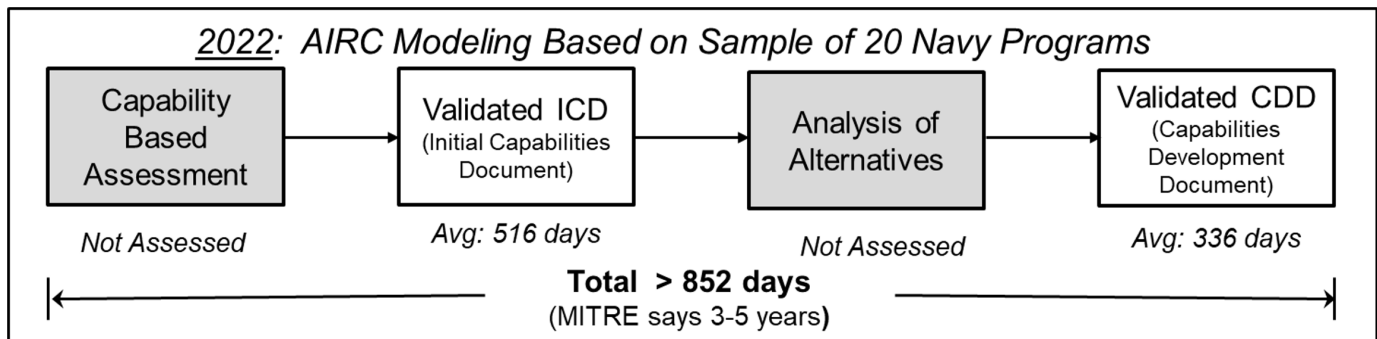 2022: AIRC Modeling Based on Sample of 20 Navy Programs
Capability
Based
Assessment
Not Assessed
Validated ICD
(Initial Capabilities
Document)
Avg: 516 days
Analysis of
Alternatives
Not Assessed
Validated CDD
(Capabilities
Development
Document)
Avg: 336 days
Total > 852 days
(MITRE says 3-5 years)